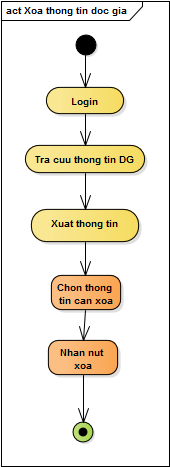 act Xoa thong tin doc gia
Login
Tra cuu thong tin DG
Xuat thong tin
Chon thong
tin can xoa
Nhan nut
xoa